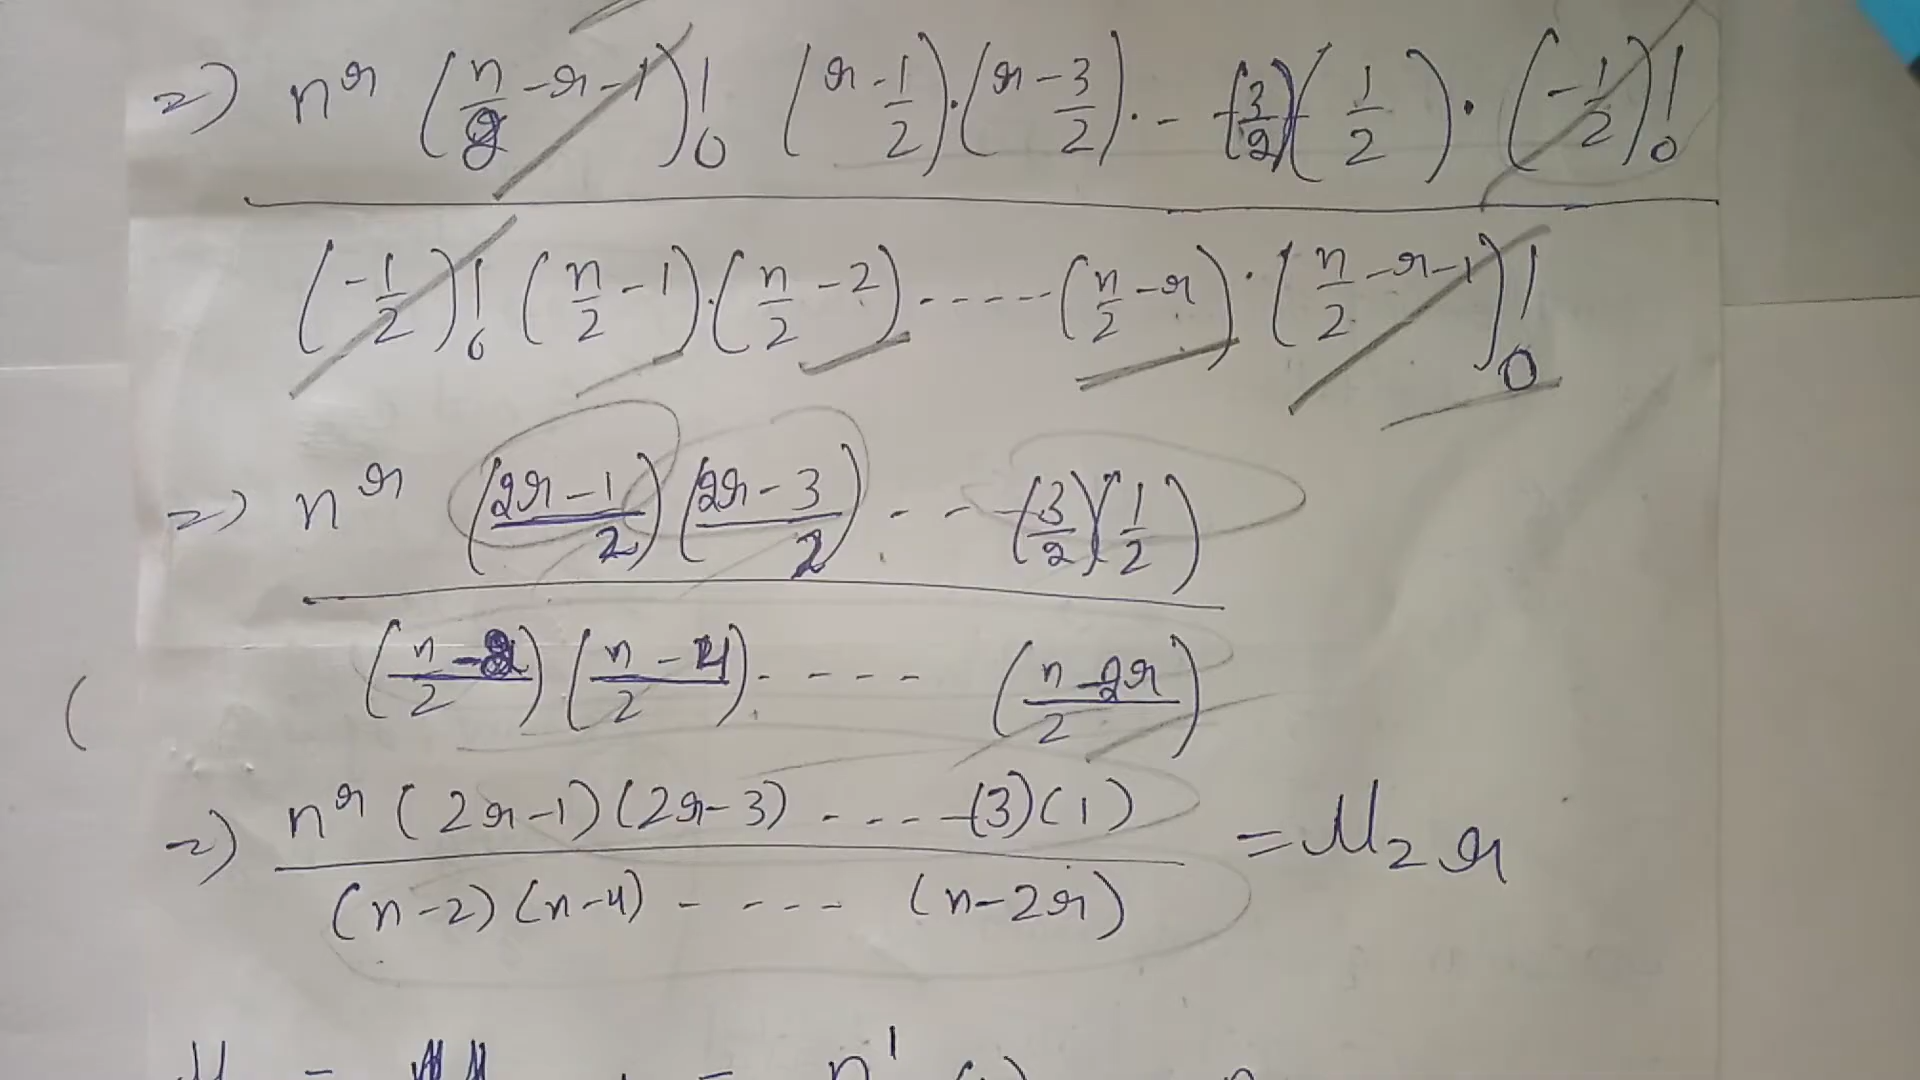 =) n^r (n/2 - r - 1)! (r - 1/2)·(r - 3/2)·- - (3/2)(1/2)·(-1/2)!
(-1/2)! (n/2 - 1)·(n/2 - 2)·----(n/2 - r)·(n/2 - r - 1)!
=) n^r ((2r-1)/2) ((2r-3)/2) - - - (3/2)(1/2)
((n-2)/2) ((n-4)/2)·---- ((n-2r)/2)
(
=) n^r (2r-1)(2r-3) ----(3)(1) = μ2r
(n-2)(n-4) - --- (n-2r)